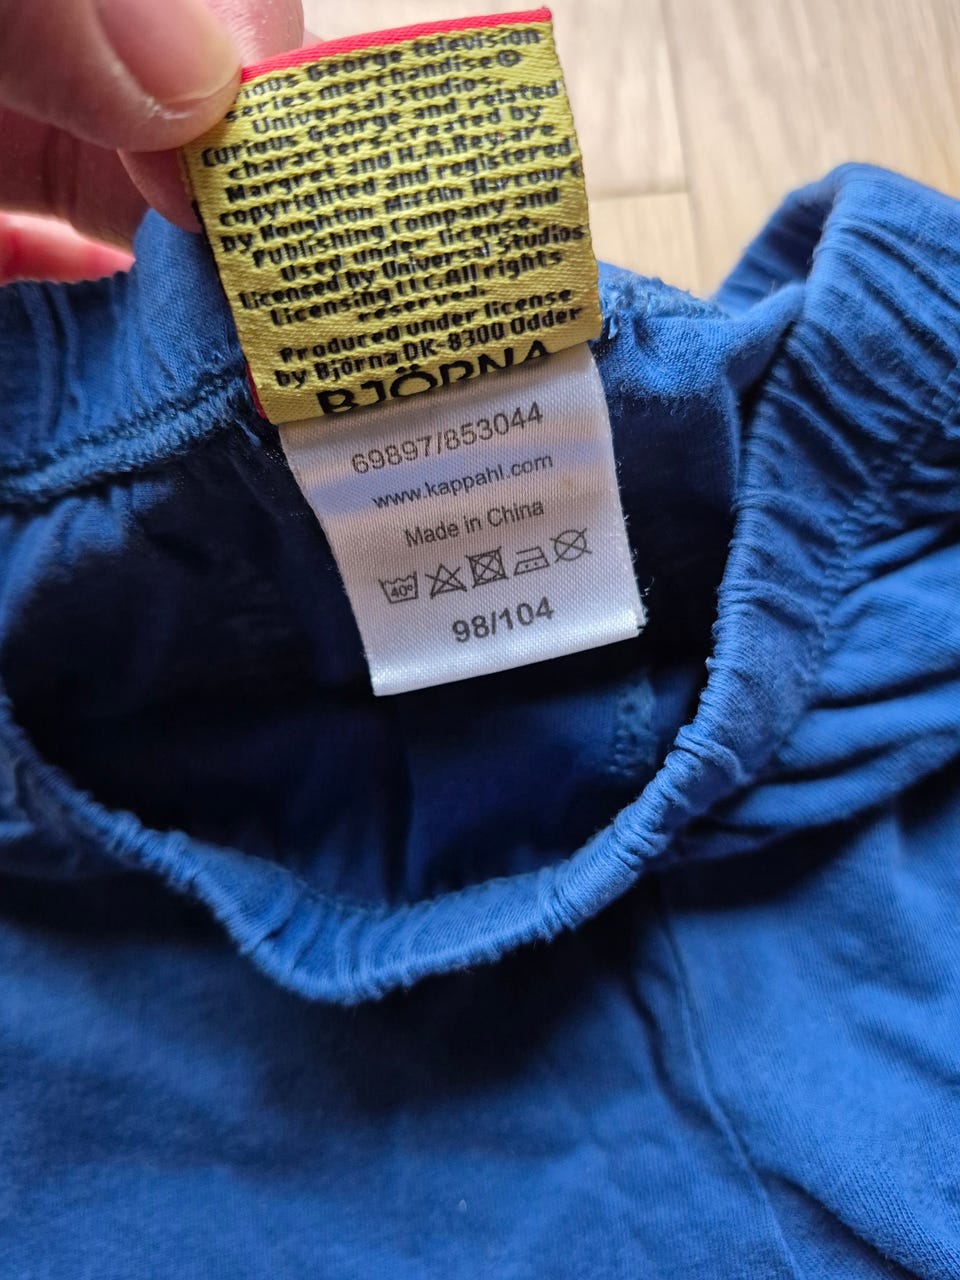 George television
series merchandise©
Universal Studios
Curious George and related
characters, created by
Margret and H.A.Rey, are
copyrighted and registered
by Houghton Mifflin Harcourt
Publishing Company and
Used under license.
Licensed by Universal Studios
Licensing LLC.All rights
reserved.
Produced under license
by Björna DK-8300 Odder
BJÖRNA
69897/853044
www.kappahl.com
Made in China
40°
98/104